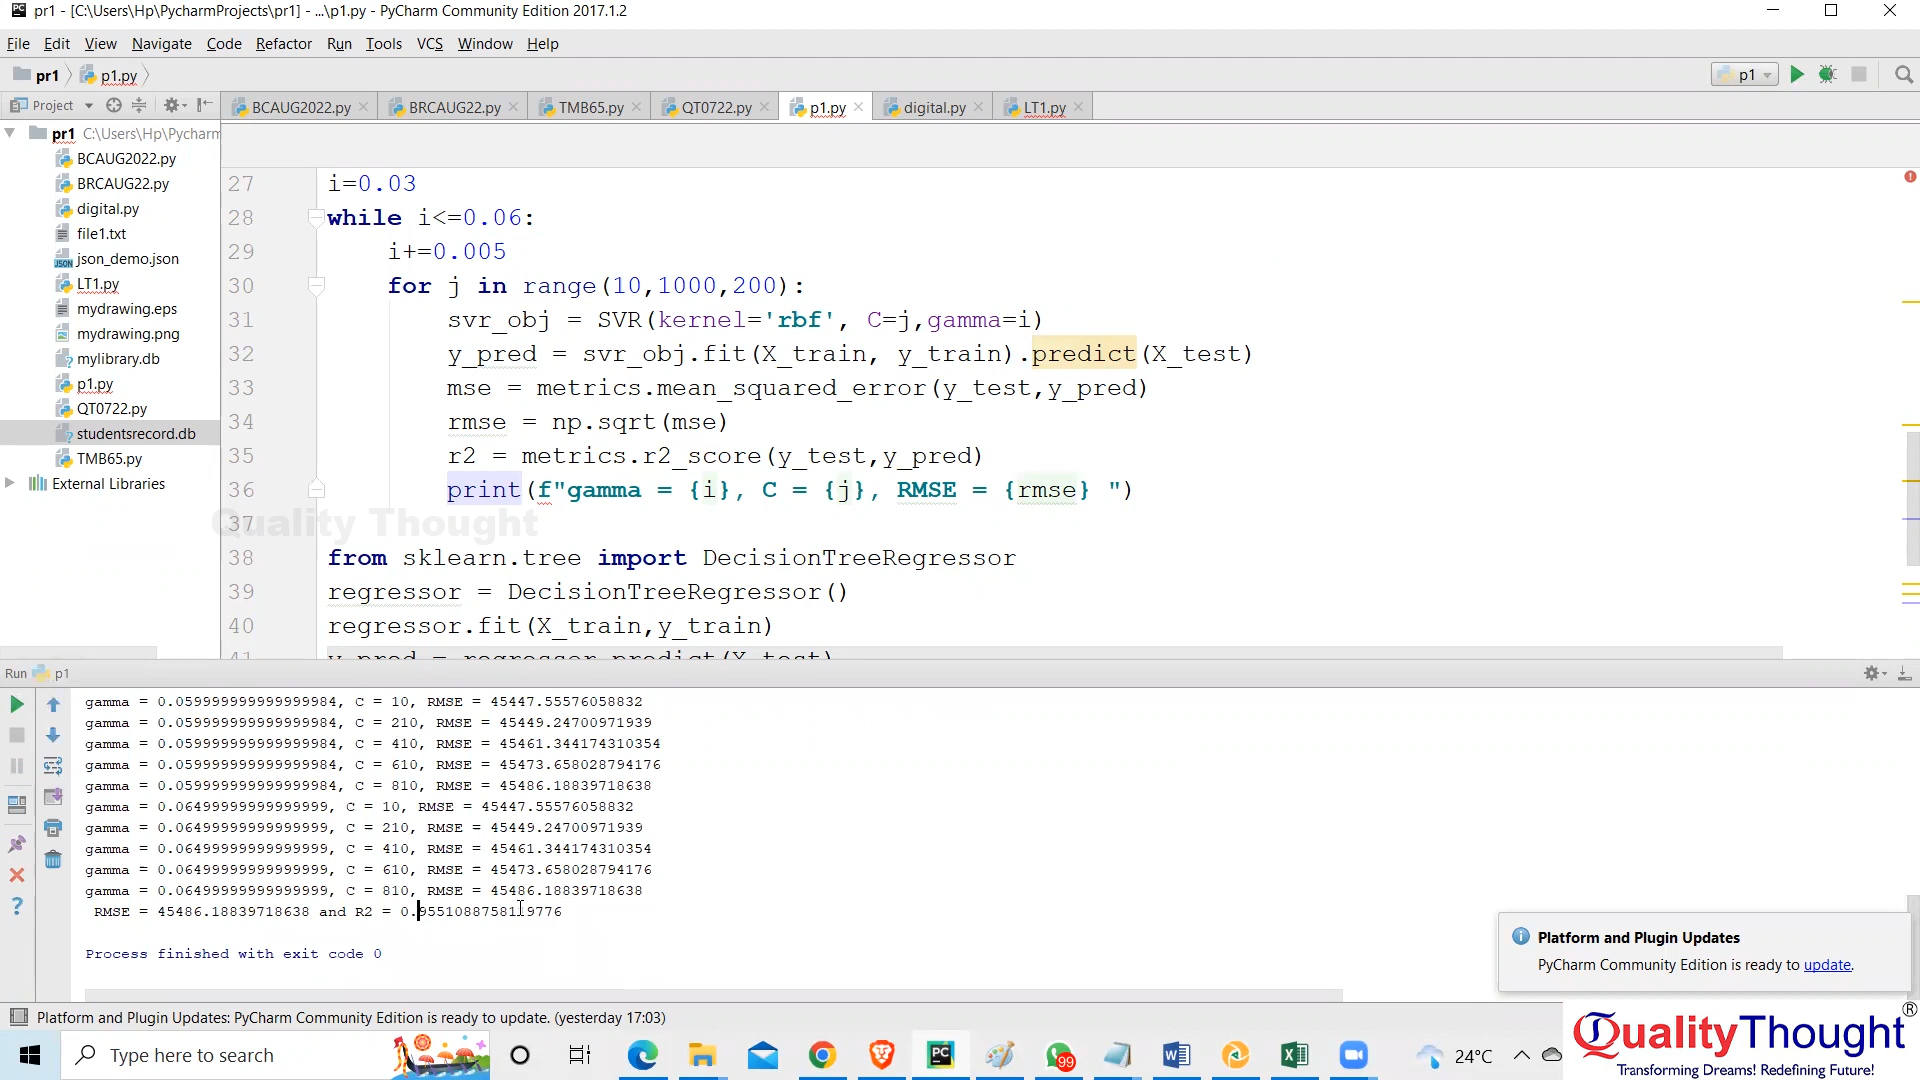 pr1 - [C:\Users\Hp\PycharmProjects\pr1] - ...\p1.py - PyCharm Community Edition 2017.1.2
File Edit View Navigate Code Refactor Run Tools VCS Window Help
pr1 p1.py p1
Project BCAUG2022.py BRCAUG22.py TMB65.py QT0722.py p1.py digital.py LT1.py
pr1 C:\Users\Hp\Pycharm
BCAUG2022.py
BRCAUG22.py
digital.py
file1.txt
json_demo.json
LT1.py
mydrawing.eps
mydrawing.png
mylibrary.db
p1.py
QT0722.py
studentsrecord.db
TMB65.py
External Libraries
27 i=0.03
28 while i<=0.06:
29 i+=0.005
30 for j in range(10,1000,200):
31 svr_obj = SVR(kernel='rbf', C=j,gamma=i)
32 y_pred = svr_obj.fit(X_train, y_train).predict(X_test)
33 mse = metrics.mean_squared_error(y_test,y_pred)
34 rmse = np.sqrt(mse)
35 r2 = metrics.r2_score(y_test,y_pred)
36 print(f"gamma = {i}, C = {j}, RMSE = {rmse} ")
37
Quality Thought
38 from sklearn.tree import DecisionTreeRegressor
39 regressor = DecisionTreeRegressor()
40 regressor.fit(X_train,y_train)
41 y_pred = regressor.predict(X_test)
Run p1
gamma = 0.059999999999999984, C = 10, RMSE = 45447.55576058832
gamma = 0.059999999999999984, C = 210, RMSE = 45449.24700971939
gamma = 0.059999999999999984, C = 410, RMSE = 45461.344174310354
gamma = 0.059999999999999984, C = 610, RMSE = 45473.658028794176
gamma = 0.059999999999999984, C = 810, RMSE = 45486.18839718638
gamma = 0.06499999999999999, C = 10, RMSE = 45447.55576058832
gamma = 0.06499999999999999, C = 210, RMSE = 45449.24700971939
gamma = 0.06499999999999999, C = 410, RMSE = 45461.344174310354
gamma = 0.06499999999999999, C = 610, RMSE = 45473.658028794176
gamma = 0.06499999999999999, C = 810, RMSE = 45486.18839718638
RMSE = 45486.18839718638 and R2 = 0.9551088758119776
Process finished with exit code 0
Platform and Plugin Updates
PyCharm Community Edition is ready to update.
Platform and Plugin Updates: PyCharm Community Edition is ready to update. (yesterday 17:03)
Type here to search
99
24°C
QualityThought®
Transforming Dreams! Redefining Future!